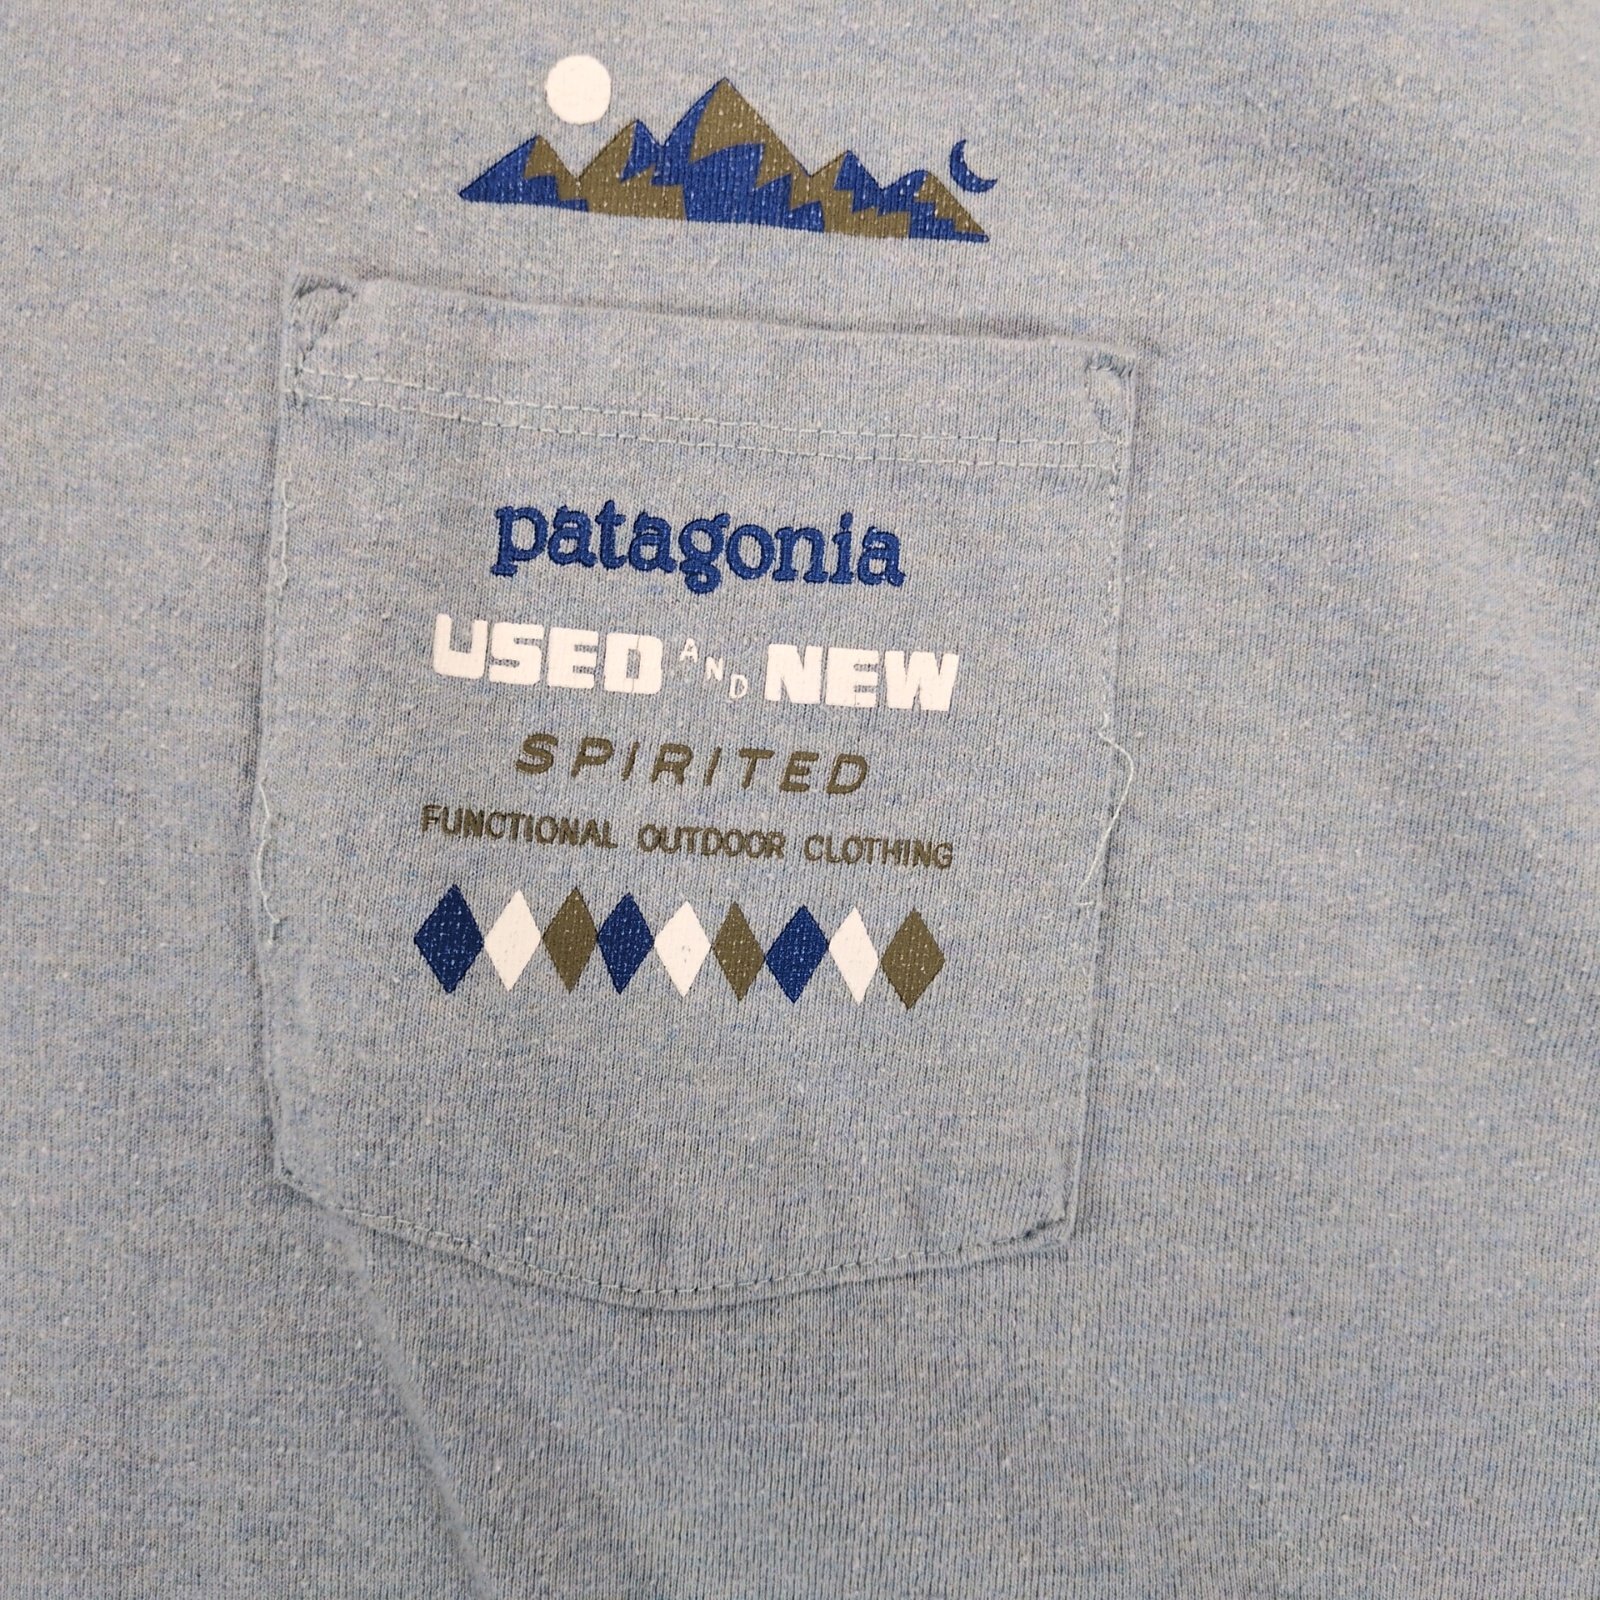 patagonia
USED AND NEW
SPIRITED
FUNCTIONAL OUTDOOR CLOTHING